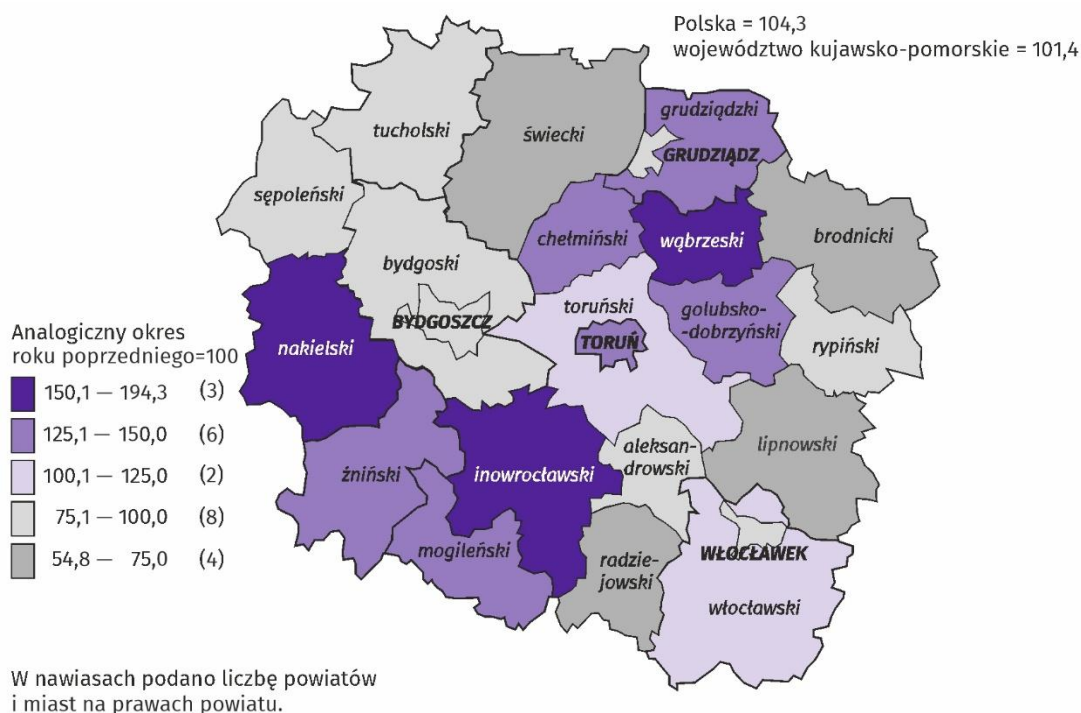 Polska = 104,3
województwo kujawsko-pomorskie = 101,4
grudziądzki
tucholski
świecki
GRUDZIĄDZ
sępoleński
chełmiński
wąbrzeski
brodnicki
bydgoski
toruński
golubsko-
-dobrzyński
BYDGOSZCZ
TORUŃ
nakielski
rypiński
Analogiczny okres
roku poprzedniego=100
150,1 — 194,3 (3)
125,1 — 150,0 (6)
100,1 — 125,0 (2)
75,1 — 100,0 (8)
54,8 — 75,0 (4)
aleksan-
drowski
lipnowski
żniński
inowrocławski
mogileński
radzie-
jowski
WŁOCŁAWEK
włocławski
W nawiasach podano liczbę powiatów
i miast na prawach powiatu.